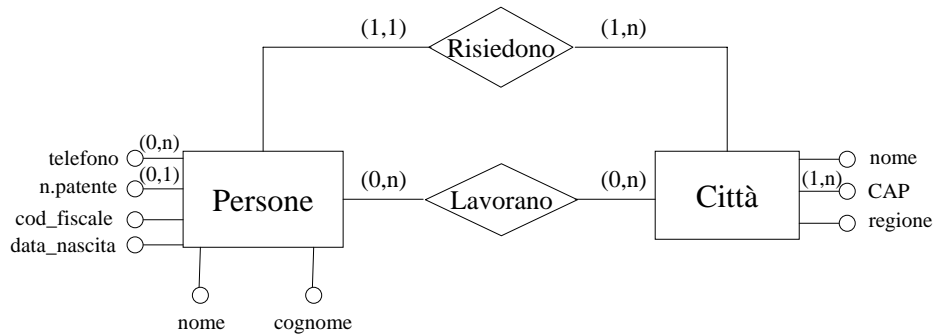 (1,1)
Risiedono
(1,n)
telefono
(0,n)
n.patente
(0,1)
cod_fiscale
data_nascita
Persone
(0,n)
Lavorano
(0,n)
Città
nome
(1,n)
CAP
regione
nome
cognome